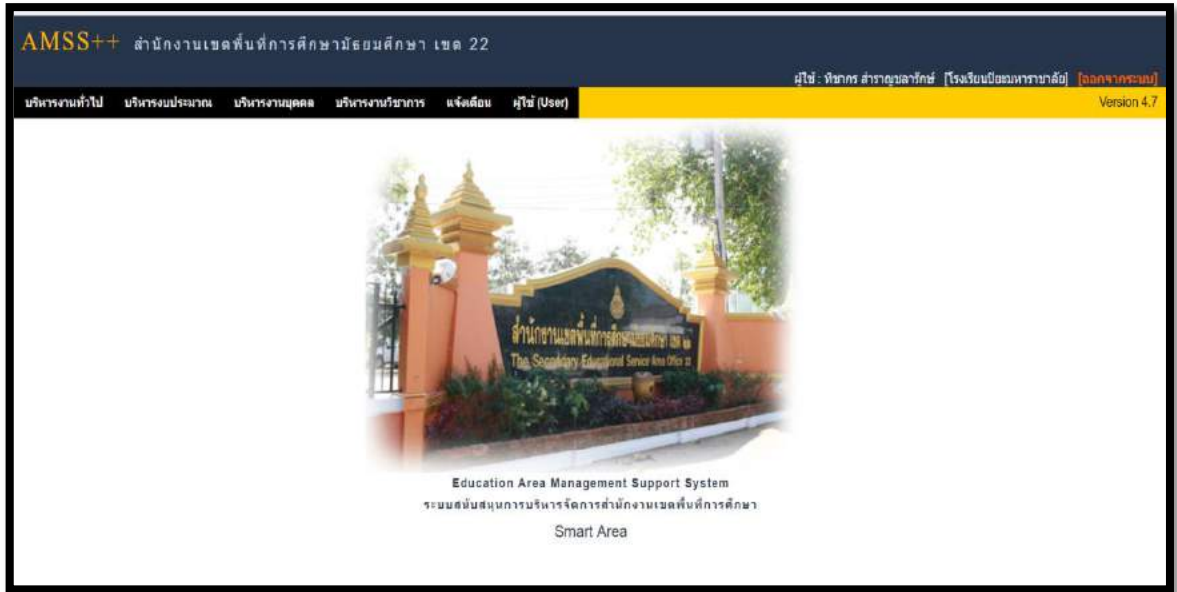 AMSS++ สำนักงานเขตพื้นที่การศึกษามัธยมศึกษา เขต 22
ผู้ใช้ : ทิชากร สำราญชลารักษ์ [โรงเรียนปิยะมหาราชาลัย] [ออกจากระบบ]
บริหารงานทั่วไป บริหารงบประมาณ บริหารงานบุคคล บริหารงานวิชาการ แจ้งเตือน ผู้ใช้ (User) Version 4.7
สำนักงานเขตพื้นที่การศึกษามัธยมศึกษา เขต ๒๒
The Secondary Educational Service Area Office 22
Education Area Management Support System
ระบบสนับสนุนการบริหารจัดการสำนักงานเขตพื้นที่การศึกษา
Smart Area